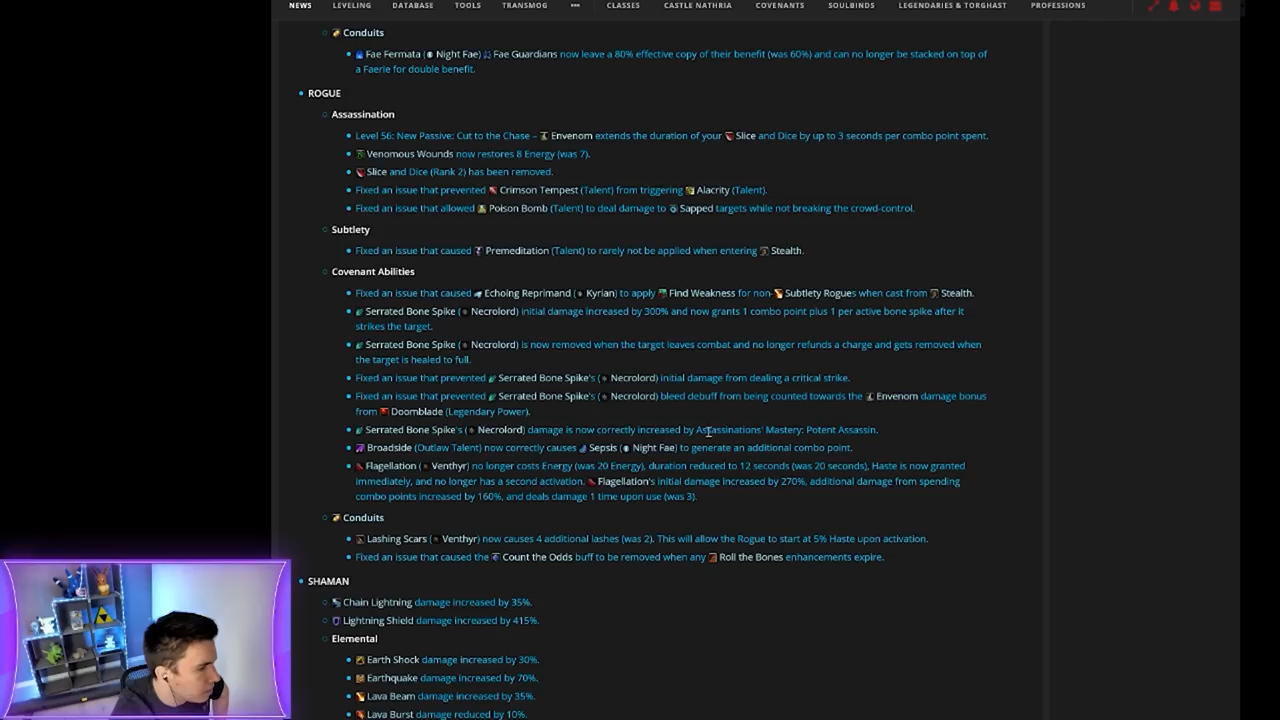 NEWS LEVELING DATABASE TOOLS TRANSMOG ••• CLASSES CASTLE NATHRIA COVENANTS SOULBINDS LEGENDARIES & TORGHAST PROFESSIONS
Conduits
Fae Fermata (Night Fae) Fae Guardians now leave a 80% effective copy of their benefit (was 60%) and can no longer be stacked on top
of a Faerie for double benefit.
ROGUE
Assassination
Level 56: New Passive: Cut to the Chase – Envenom extends the duration of your Slice and Dice by up to 3 seconds per combo point spent.
Venomous Wounds now restores 8 Energy (was 7).
Slice and Dice (Rank 2) has been removed.
Fixed an issue that prevented Crimson Tempest (Talent) from triggering Alacrity (Talent).
Fixed an issue that allowed Poison Bomb (Talent) to deal damage to Sapped targets while not breaking the crowd-control.
Subtlety
Fixed an issue that caused Premeditation (Talent) to rarely not be applied when entering Stealth.
Covenant Abilities
Fixed an issue that caused Echoing Reprimand (Kyrian) to apply Find Weakness for non-Subtlety Rogues when cast from Stealth.
Serrated Bone Spike (Necrolord) initial damage increased by 300% and now grants 1 combo point plus 1 per active bone spike after it
strikes the target.
Serrated Bone Spike (Necrolord) is now removed when the target leaves combat and no longer refunds a charge and gets removed when
the target is healed to full.
Fixed an issue that prevented Serrated Bone Spike's (Necrolord) initial damage from dealing a critical strike.
Fixed an issue that prevented Serrated Bone Spike's (Necrolord) bleed debuff from being counted towards the Envenom damage bonus
from Doomblade (Legendary Power).
Serrated Bone Spike's (Necrolord) damage is now correctly increased by Assassinations' Mastery: Potent Assassin.
Broadside (Outlaw Talent) now correctly causes Sepsis (Night Fae) to generate an additional combo point.
Flagellation (Venthyr) no longer costs Energy (was 20 Energy), duration reduced to 12 seconds (was 20 seconds), Haste is now granted
immediately, and no longer has a second activation. Flagellation's initial damage increased by 270%, additional damage from spending
combo points increased by 160%, and deals damage 1 time upon use (was 3).
Conduits
Lashing Scars (Venthyr) now causes 4 additional lashes (was 2). This will allow the Rogue to start at 5% Haste upon activation.
Fixed an issue that caused the Count the Odds buff to be removed when any Roll the Bones enhancements expire.
SHAMAN
Chain Lightning damage increased by 35%.
Lightning Shield damage increased by 415%.
Elemental
Earth Shock damage increased by 30%.
Earthquake damage increased by 70%.
Lava Beam damage increased by 35%.
Lava Burst damage reduced by 10%.